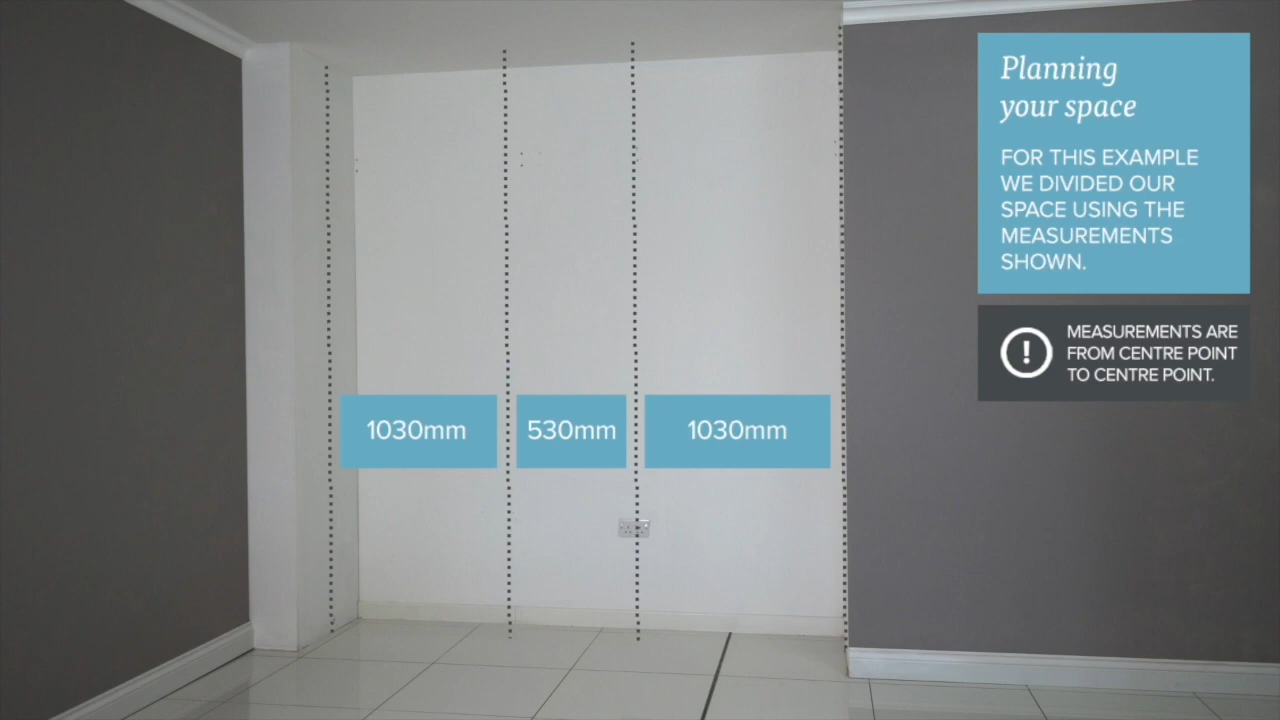 Planning
your space
FOR THIS EXAMPLE
WE DIVIDED OUR
SPACE USING THE
MEASUREMENTS
SHOWN.
!
MEASUREMENTS ARE
FROM CENTRE POINT
TO CENTRE POINT.
1030mm
530mm
1030mm